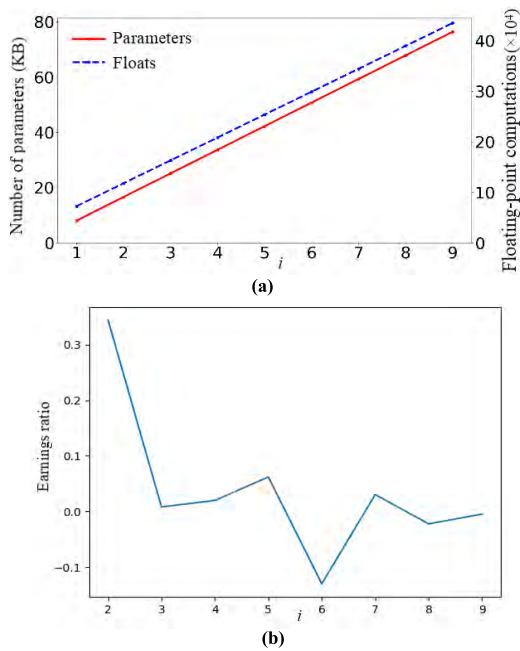 Number of parameters (KB)
80
60
40
20
0
Parameters
Floats
40
30
20
10
0
Floating-point computations(×10⁴)
1 2 3 4 5 6 7 8 9
i
(a)
Earnings ratio
0.3
0.2
0.1
0.0
−0.1
2 3 4 5 6 7 8 9
i
(b)